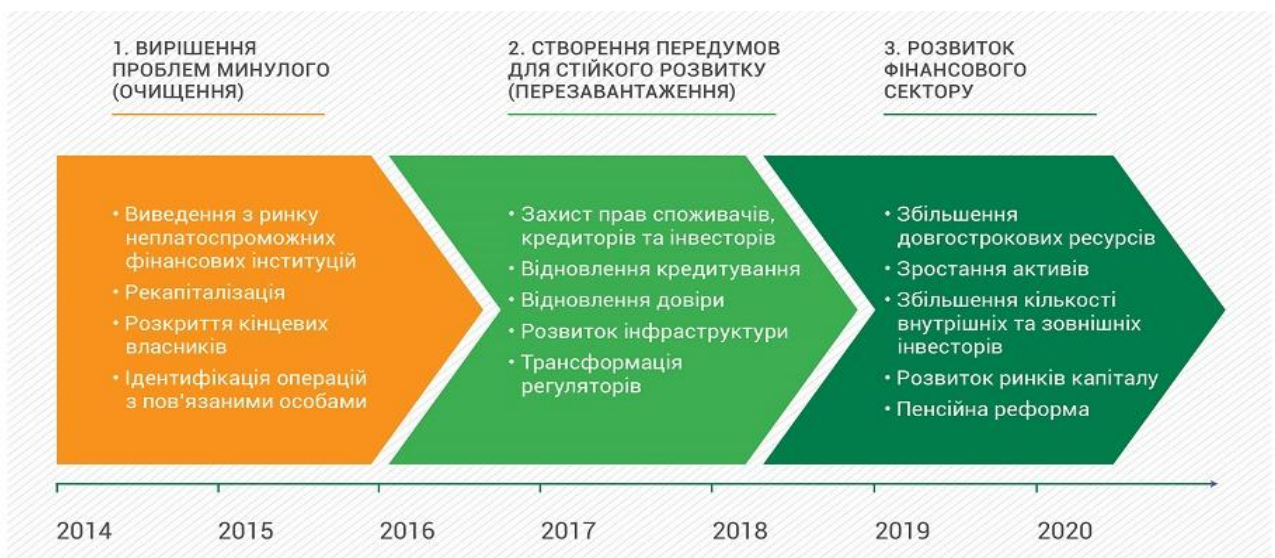 1. ВИРІШЕННЯ
ПРОБЛЕМ МИНУЛОГО
(ОЧИЩЕННЯ)
2. СТВОРЕННЯ ПЕРЕДУМОВ
ДЛЯ СТІЙКОГО РОЗВИТКУ
(ПЕРЕЗАВАНТАЖЕННЯ)
3. РОЗВИТОК
ФІНАНСОВОГО
СЕКТОРУ
• Виведення з ринку
неплатоспроможних
фінансових інституцій
• Рекапіталізація
• Розкриття кінцевих
власників
• Ідентифікація операцій
з пов'язаними особами
• Захист прав споживачів,
кредиторів та інвесторів
• Відновлення кредитування
• Відновлення довіри
• Розвиток інфраструктури
• Трансформація
регуляторів
• Збільшення
довгострокових ресурсів
• Зростання активів
• Збільшення кількості
внутрішніх та зовнішніх
інвесторів
• Розвиток ринків капіталу
• Пенсійна реформа
2014 2015 2016 2017 2018 2019 2020